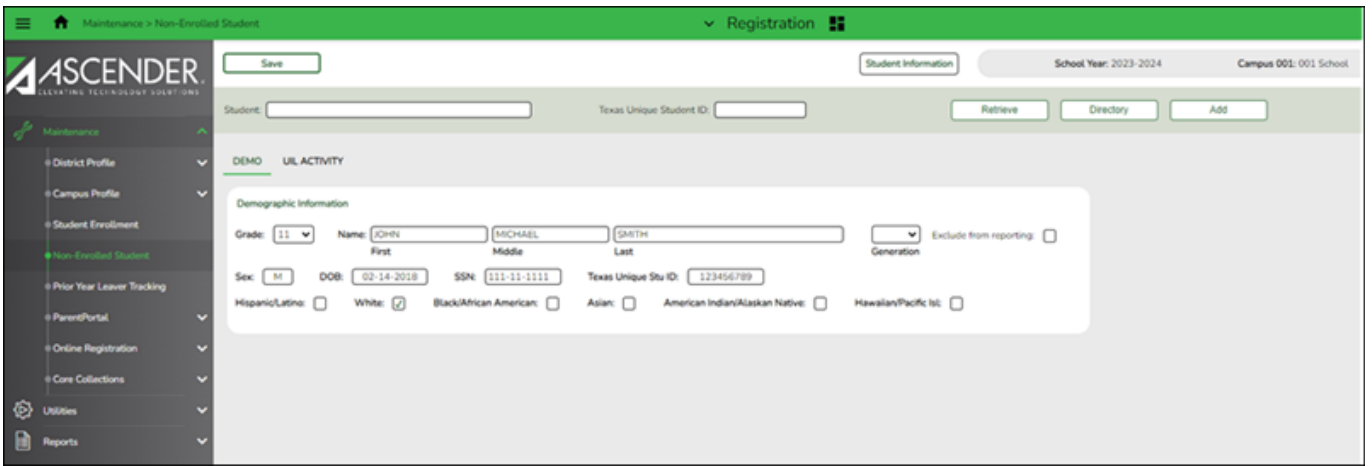 Maintenance > Non-Enrolled Student
Registration
ASCENDER
ELEVATING TECHNOLOGY SOLUTIONS
Save
Student Information
School Year: 2023-2024
Campus 001: 001 School
Student:
Texas Unique Student ID:
Retrieve
Directory
Add
Maintenance
District Profile
Campus Profile
Student Enrollment
Non-Enrolled Student
Prior Year Leaver Tracking
ParentPortal
Online Registration
Core Collections
Utilities
Reports
DEMO UIL ACTIVITY
Demographic Information
Grade: 11 Name: JOHN MICHAEL SMITH Exclude from reporting:
First Middle Last Generation
Sex: M DOB: 02-14-2018 SSN: 111-11-1111 Texas Unique Stu ID: 123456789
Hispanic/Latino: White: Black/African American: Asian: American Indian/Alaskan Native: Hawaiian/Pacific Isl: